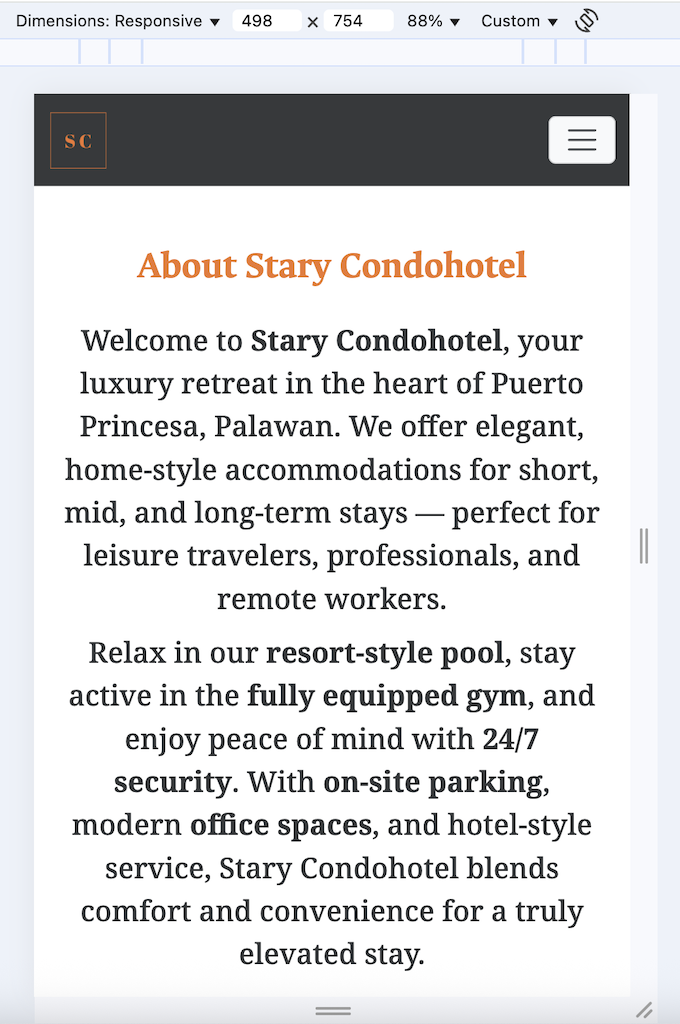 Dimensions: Responsive ▼ 498 x 754 88% ▼ Custom ▼
SC
About Stary Condohotel
Welcome to Stary Condohotel, your
luxury retreat in the heart of Puerto
Princesa, Palawan. We offer elegant,
home-style accommodations for short,
mid, and long-term stays — perfect for
leisure travelers, professionals, and
remote workers.
Relax in our resort-style pool, stay
active in the fully equipped gym, and
enjoy peace of mind with 24/7
security. With on-site parking,
modern office spaces, and hotel-style
service, Stary Condohotel blends
comfort and convenience for a truly
elevated stay.